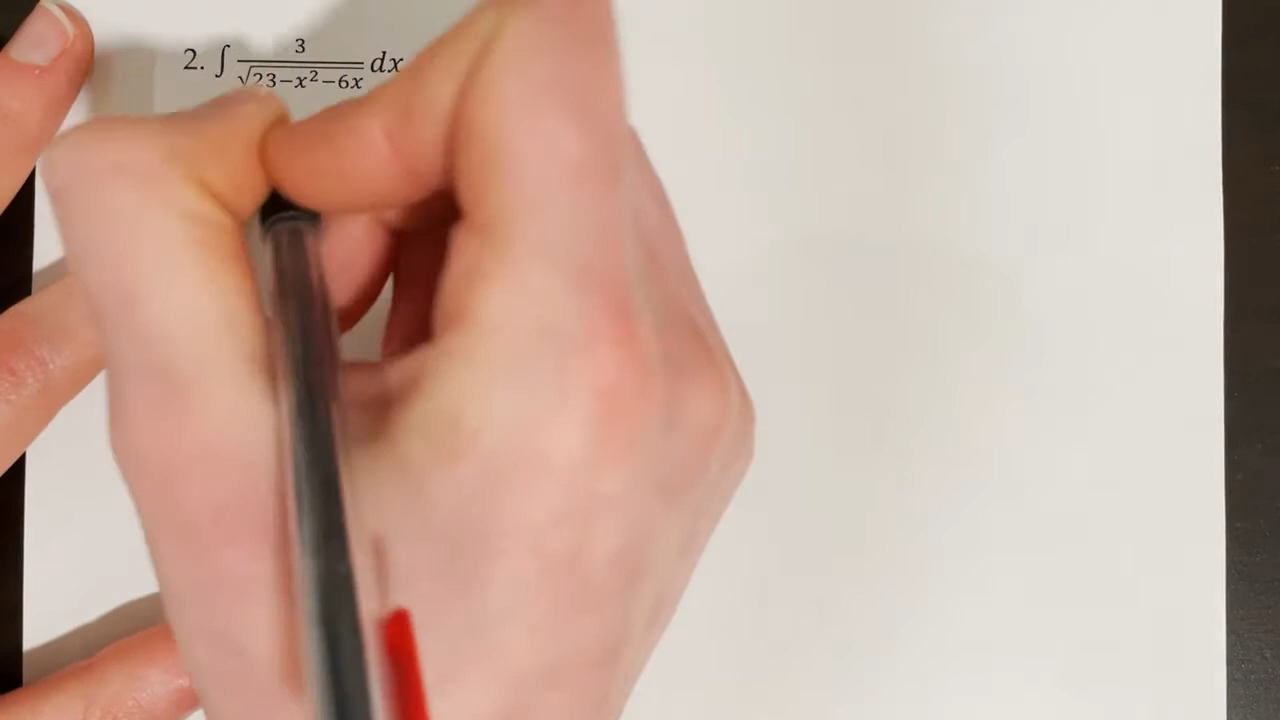 2. ∫ 3/√(23−x²−6x) dx